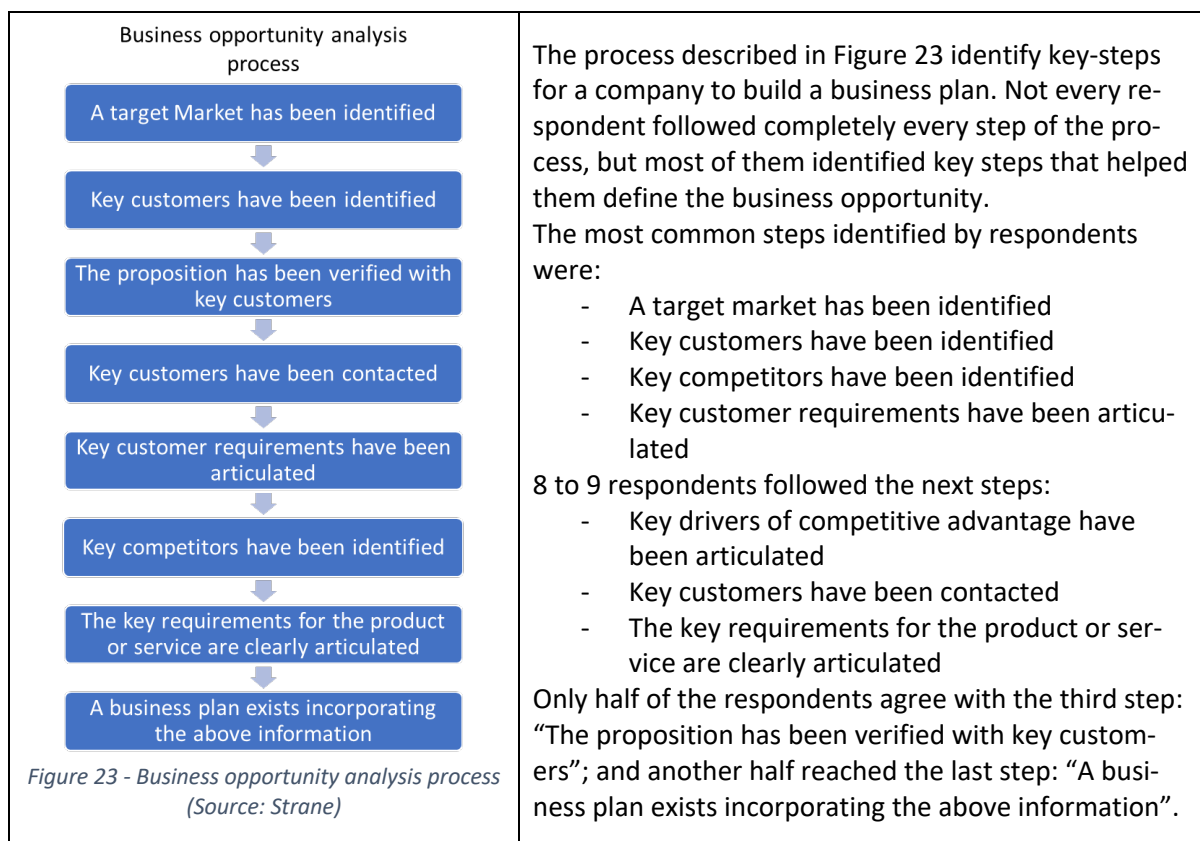 Business opportunity analysis
process
A target Market has been identified
Key customers have been identified
The proposition has been verified with
key customers
Key customers have been contacted
Key customer requirements have been
articulated
Key competitors have been identified
The key requirements for the product
or service are clearly articulated
A business plan exists incorporating
the above information
Figure 23 - Business opportunity analysis process
(Source: Strane)
The process described in Figure 23 identify key-steps
for a company to build a business plan. Not every re-
spondent followed completely every step of the pro-
cess, but most of them identified key steps that helped
them define the business opportunity.
The most common steps identified by respondents
were:
- A target market has been identified
- Key customers have been identified
- Key competitors have been identified
- Key customer requirements have been articu-
lated
8 to 9 respondents followed the next steps:
- Key drivers of competitive advantage have
been articulated
- Key customers have been contacted
- The key requirements for the product or ser-
vice are clearly articulated
Only half of the respondents agree with the third step:
“The proposition has been verified with key custom-
ers”; and another half reached the last step: “A busi-
ness plan exists incorporating the above information”.